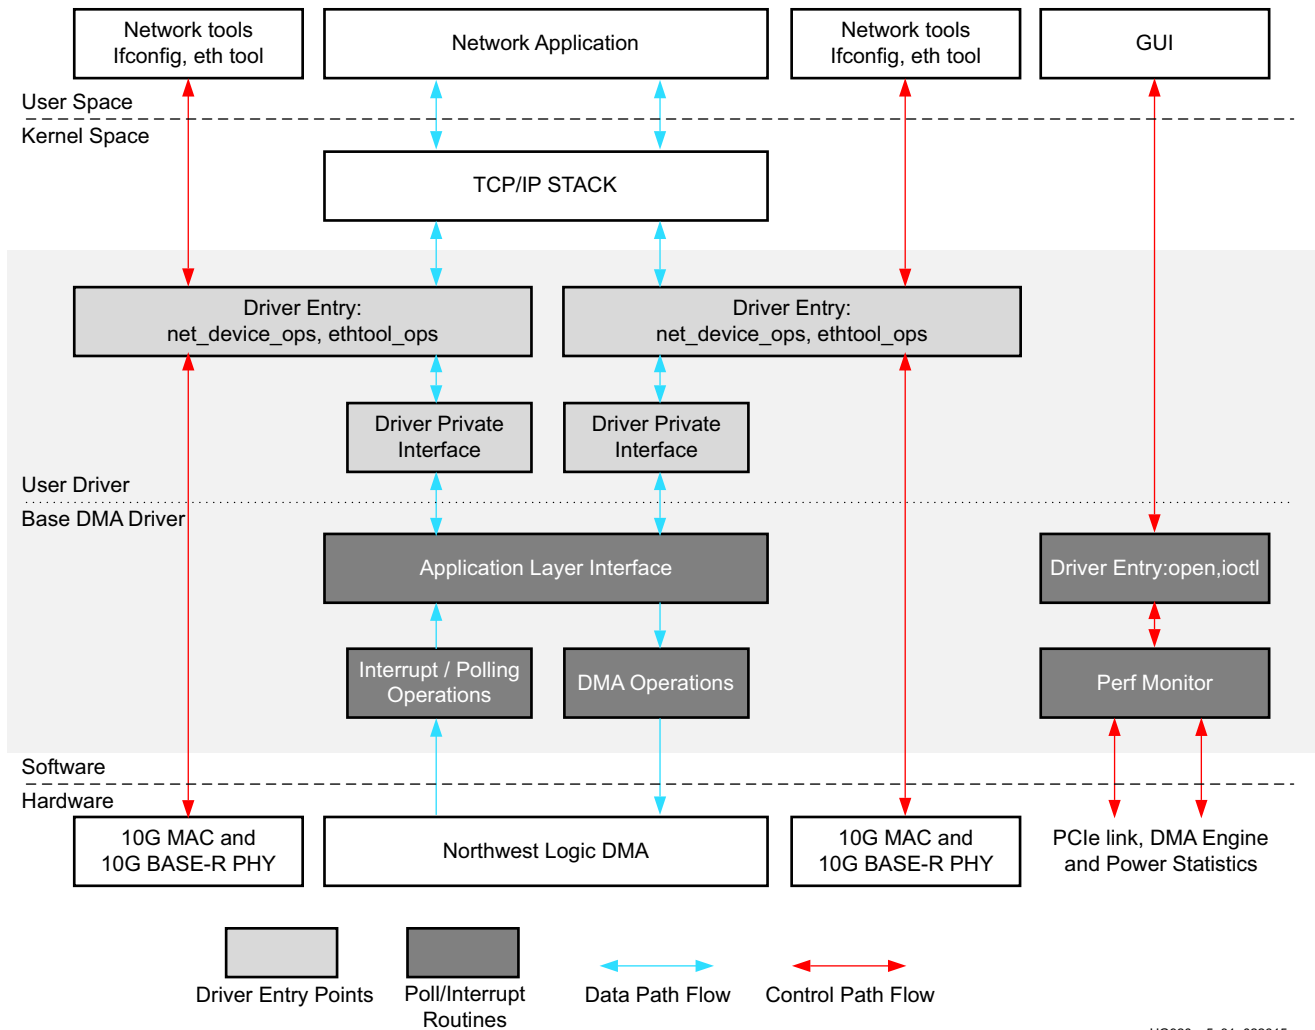 Network tools
Ifconfig, eth tool
Network Application
Network tools
Ifconfig, eth tool
GUI
User Space
Kernel Space
TCP/IP STACK
Driver Entry:
net_device_ops, ethtool_ops
Driver Entry:
net_device_ops, ethtool_ops
Driver Private
Interface
Driver Private
Interface
User Driver
Base DMA Driver
Application Layer Interface
Driver Entry:open,ioctl
Interrupt / Polling
Operations
DMA Operations
Perf Monitor
Software
Hardware
10G MAC and
10G BASE-R PHY
Northwest Logic DMA
10G MAC and
10G BASE-R PHY
PCIe link, DMA Engine
and Power Statistics
Driver Entry Points
Poll/Interrupt
Routines
Data Path Flow
Control Path Flow